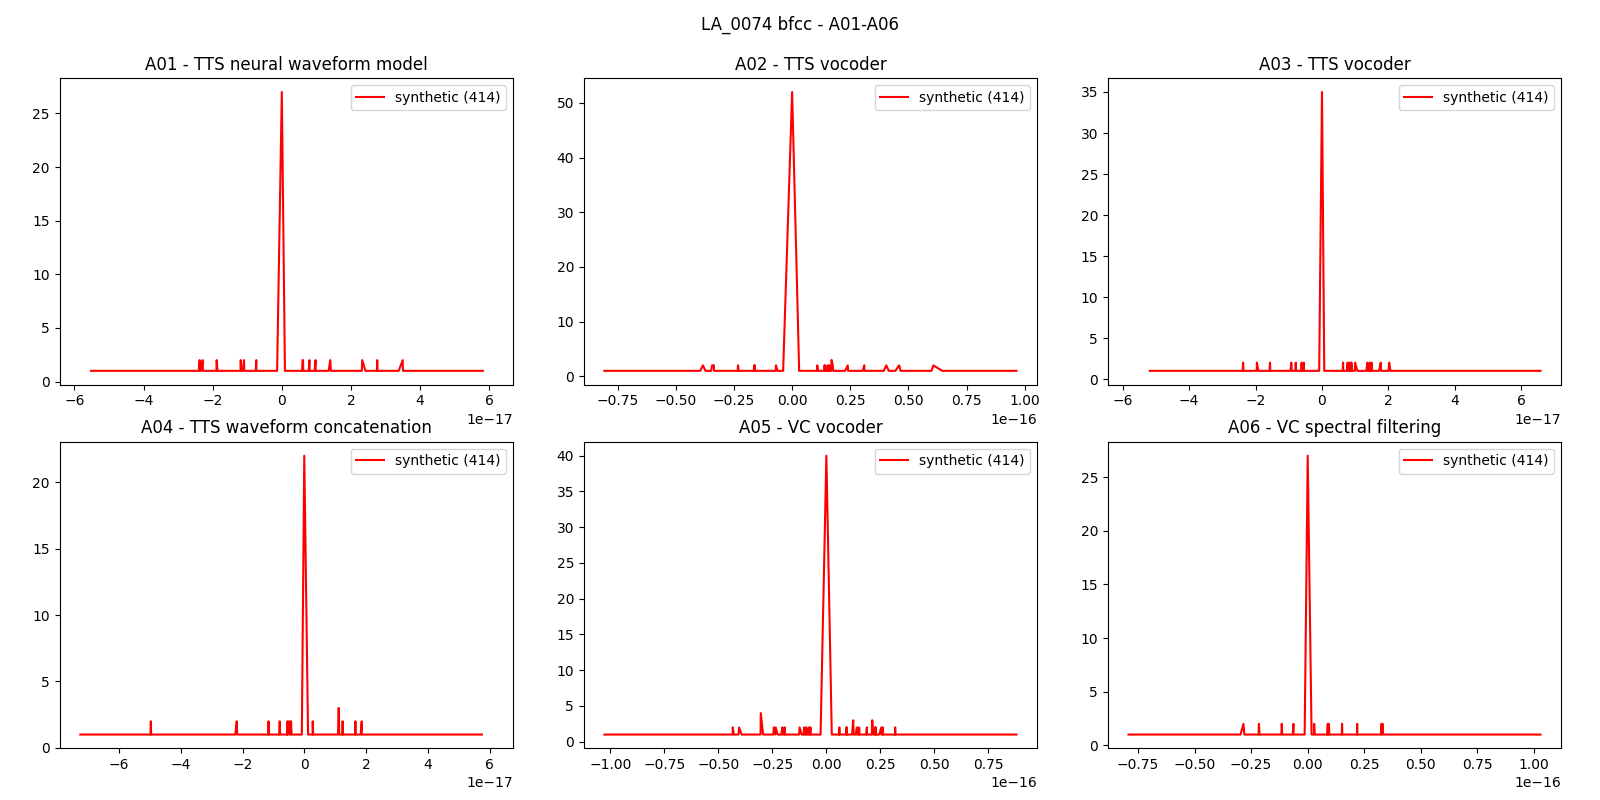 LA_0074 bfcc - A01-A06
A01 - TTS neural waveform model
A02 - TTS vocoder
A03 - TTS vocoder
synthetic (414)
synthetic (414)
synthetic (414)
25
20
15
10
5
0
50
40
30
20
10
0
35
30
25
20
15
10
5
0
−6 −4 −2 0 2 4 6
1e−17
−0.75 −0.50 −0.25 0.00 0.25 0.50 0.75 1.00
1e−16
−6 −4 −2 0 2 4 6
1e−17
A04 - TTS waveform concatenation
A05 - VC vocoder
A06 - VC spectral filtering
synthetic (414)
synthetic (414)
synthetic (414)
20
15
10
5
0
40
35
30
25
20
15
10
5
0
25
20
15
10
5
0
−6 −4 −2 0 2 4 6
1e−17
−1.00 −0.75 −0.50 −0.25 0.00 0.25 0.50 0.75
1e−16
−0.75 −0.50 −0.25 0.00 0.25 0.50 0.75 1.00
1e−16